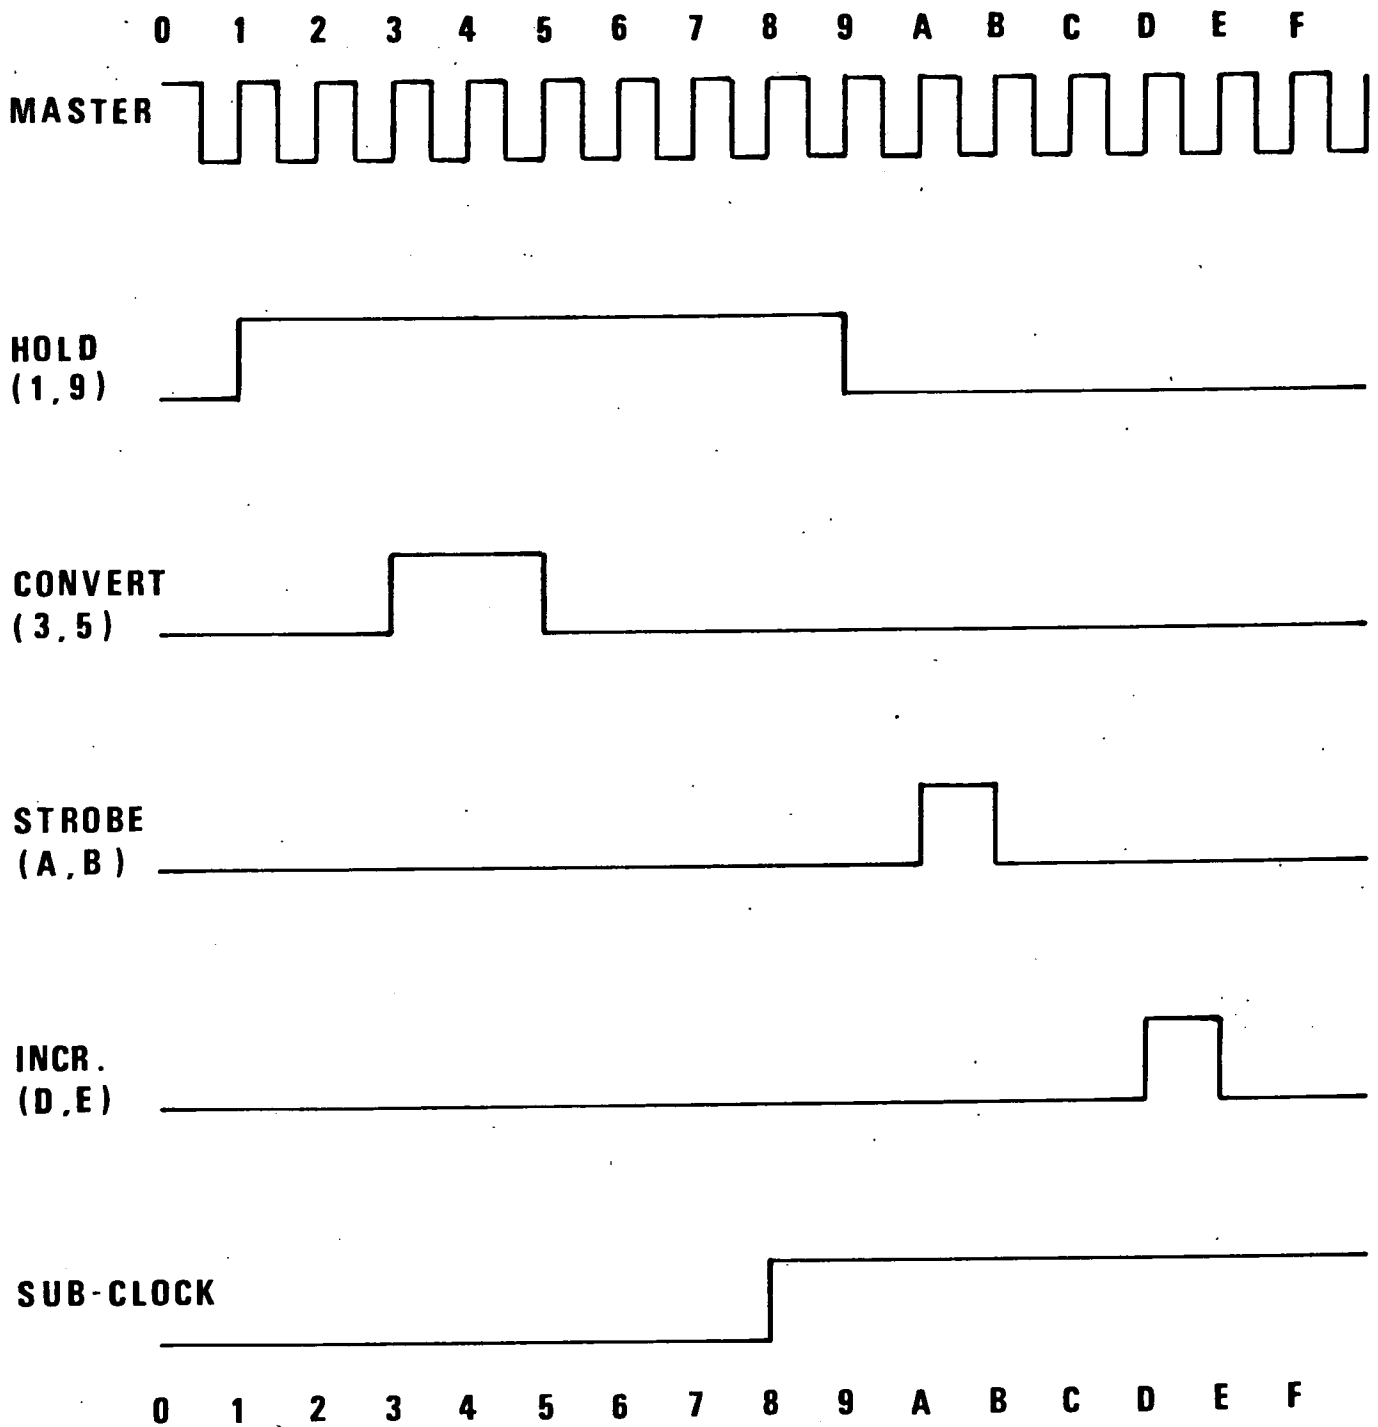 0 1 2 3 4 5 6 7 8 9 A B C D E F
MASTER
HOLD
(1,9)
CONVERT
(3,5)
STROBE
(A,B)
INCR.
(D,E)
SUB-CLOCK
0 1 2 3 4 5 6 7 8 9 A B C D E F